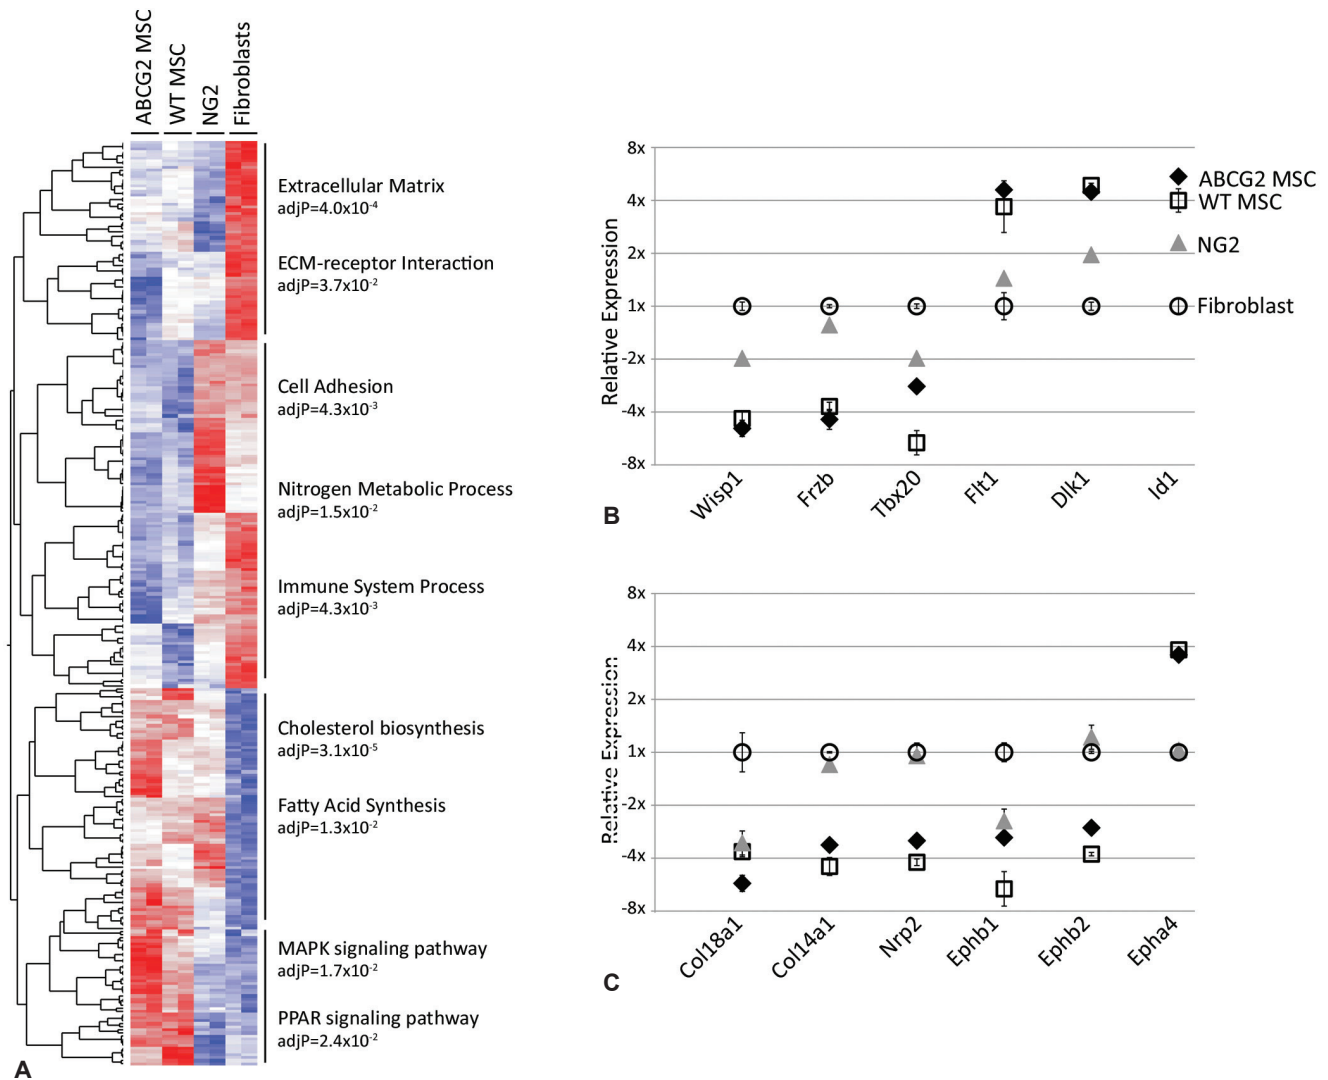 ABCG2 MSC
WT MSC
NG2
Fibroblasts
Extracellular Matrix
adjP=4.0x10-4
ECM-receptor Interaction
adjP=3.7x10-2
Cell Adhesion
adjP=4.3x10-3
Nitrogen Metabolic Process
adjP=1.5x10-2
Immune System Process
adjP=4.3x10-3
Cholesterol biosynthesis
adjP=3.1x10-5
Fatty Acid Synthesis
adjP=1.3x10-2
MAPK signaling pathway
adjP=1.7x10-2
PPAR signaling pathway
adjP=2.4x10-2
A
Relative Expression
8x
4x
2x
1x
-2x
-4x
-8x
ABCG2 MSC
WT MSC
NG2
Fibroblast
Wisp1
Frzb
Tbx20
Flt1
Dlk1
Id1
B
Relative Expression
8x
4x
2x
1x
-2x
-4x
-8x
Col18a1
Col14a1
Nrp2
Ephb1
Ephb2
Epha4
C